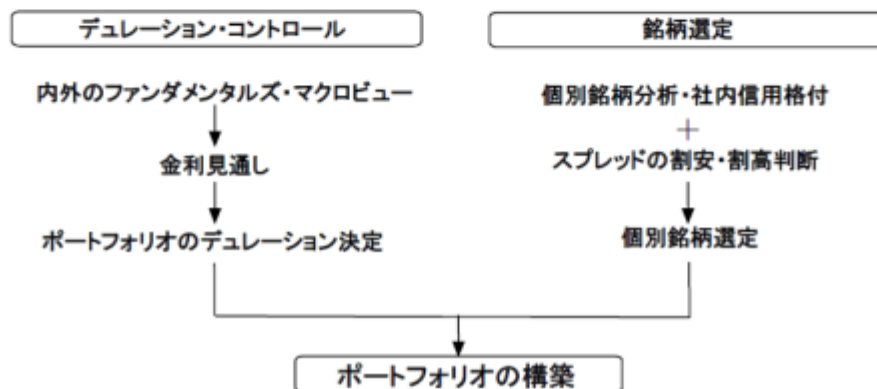 デュレーション・コントロール
内外のファンダメンタルズ・マクロビュー
金利見通し
ポートフォリオのデュレーション決定
銘柄選定
個別銘柄分析・社内信用格付
＋
スプレッドの割安・割高判断
個別銘柄選定
ポートフォリオの構築